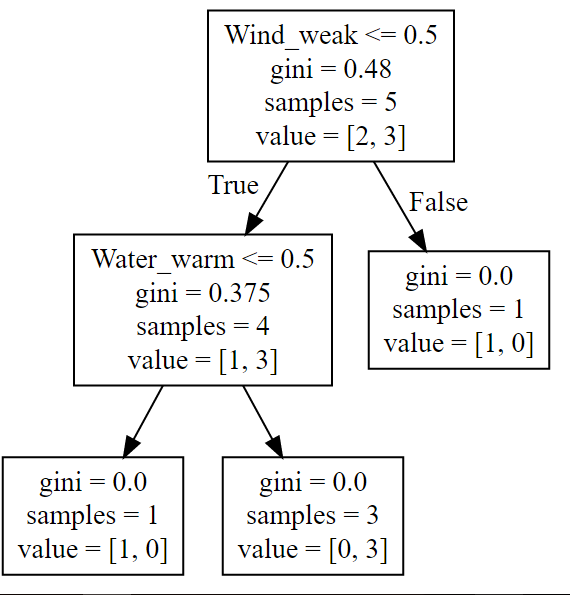 Wind_weak <= 0.5
gini = 0.48
samples = 5
value = [2, 3]
True
False
Water_warm <= 0.5
gini = 0.375
samples = 4
value = [1, 3]
gini = 0.0
samples = 1
value = [1, 0]
gini = 0.0
samples = 1
value = [1, 0]
gini = 0.0
samples = 3
value = [0, 3]